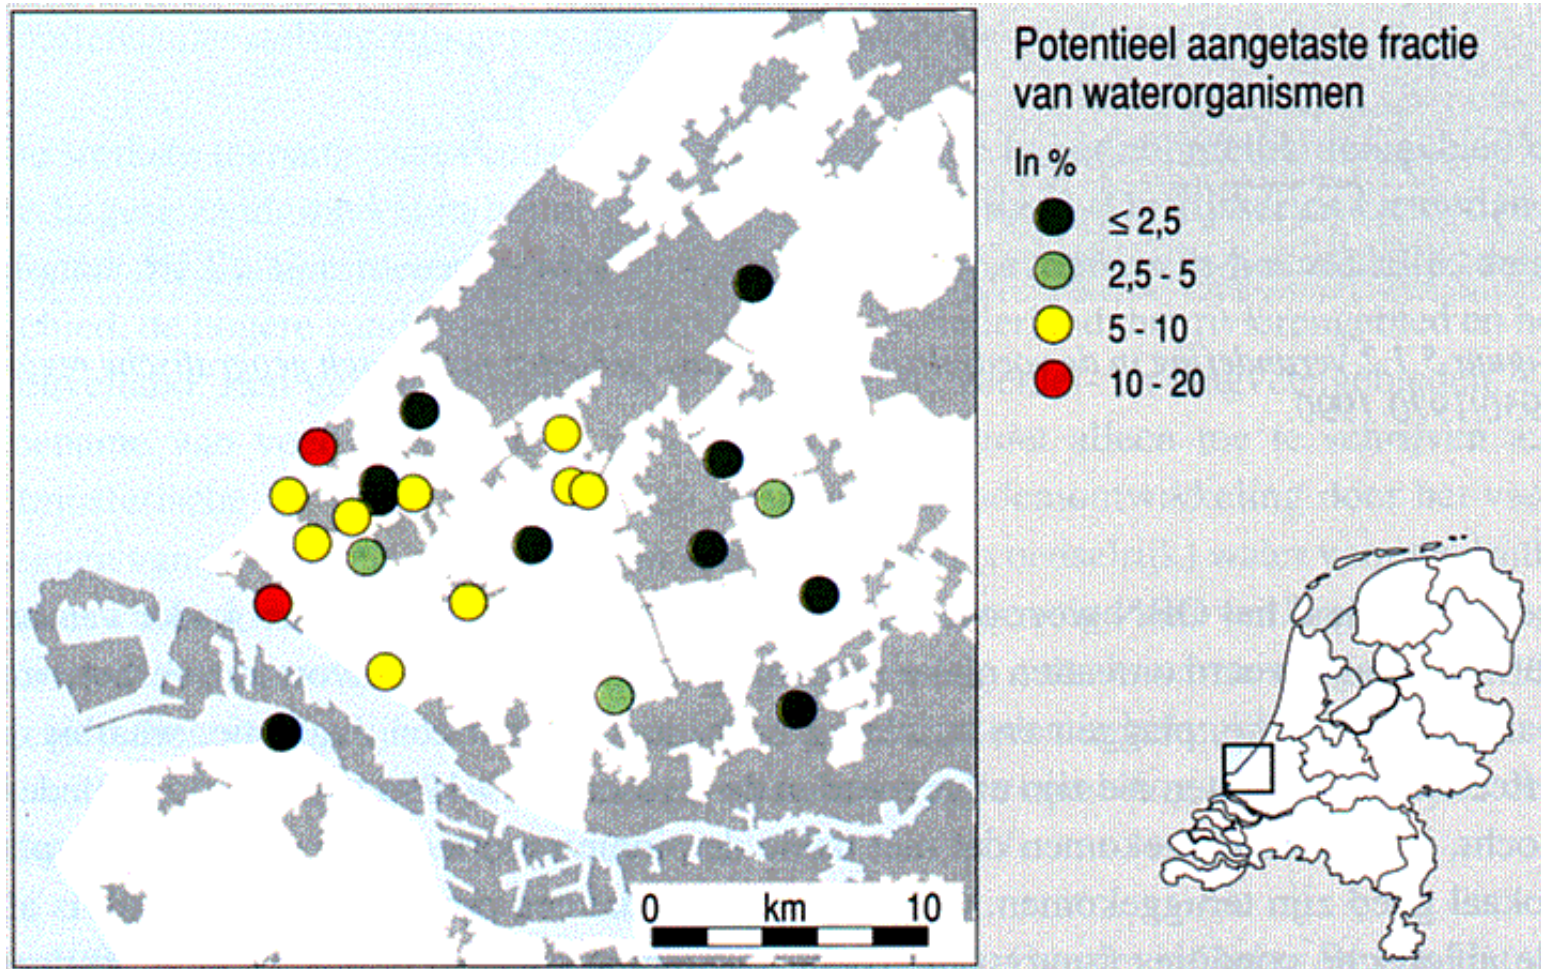 Potentieel aangetaste fractie
van waterorganismen
In %
≤ 2,5
2,5 - 5
5 - 10
10 - 20
0 km 10